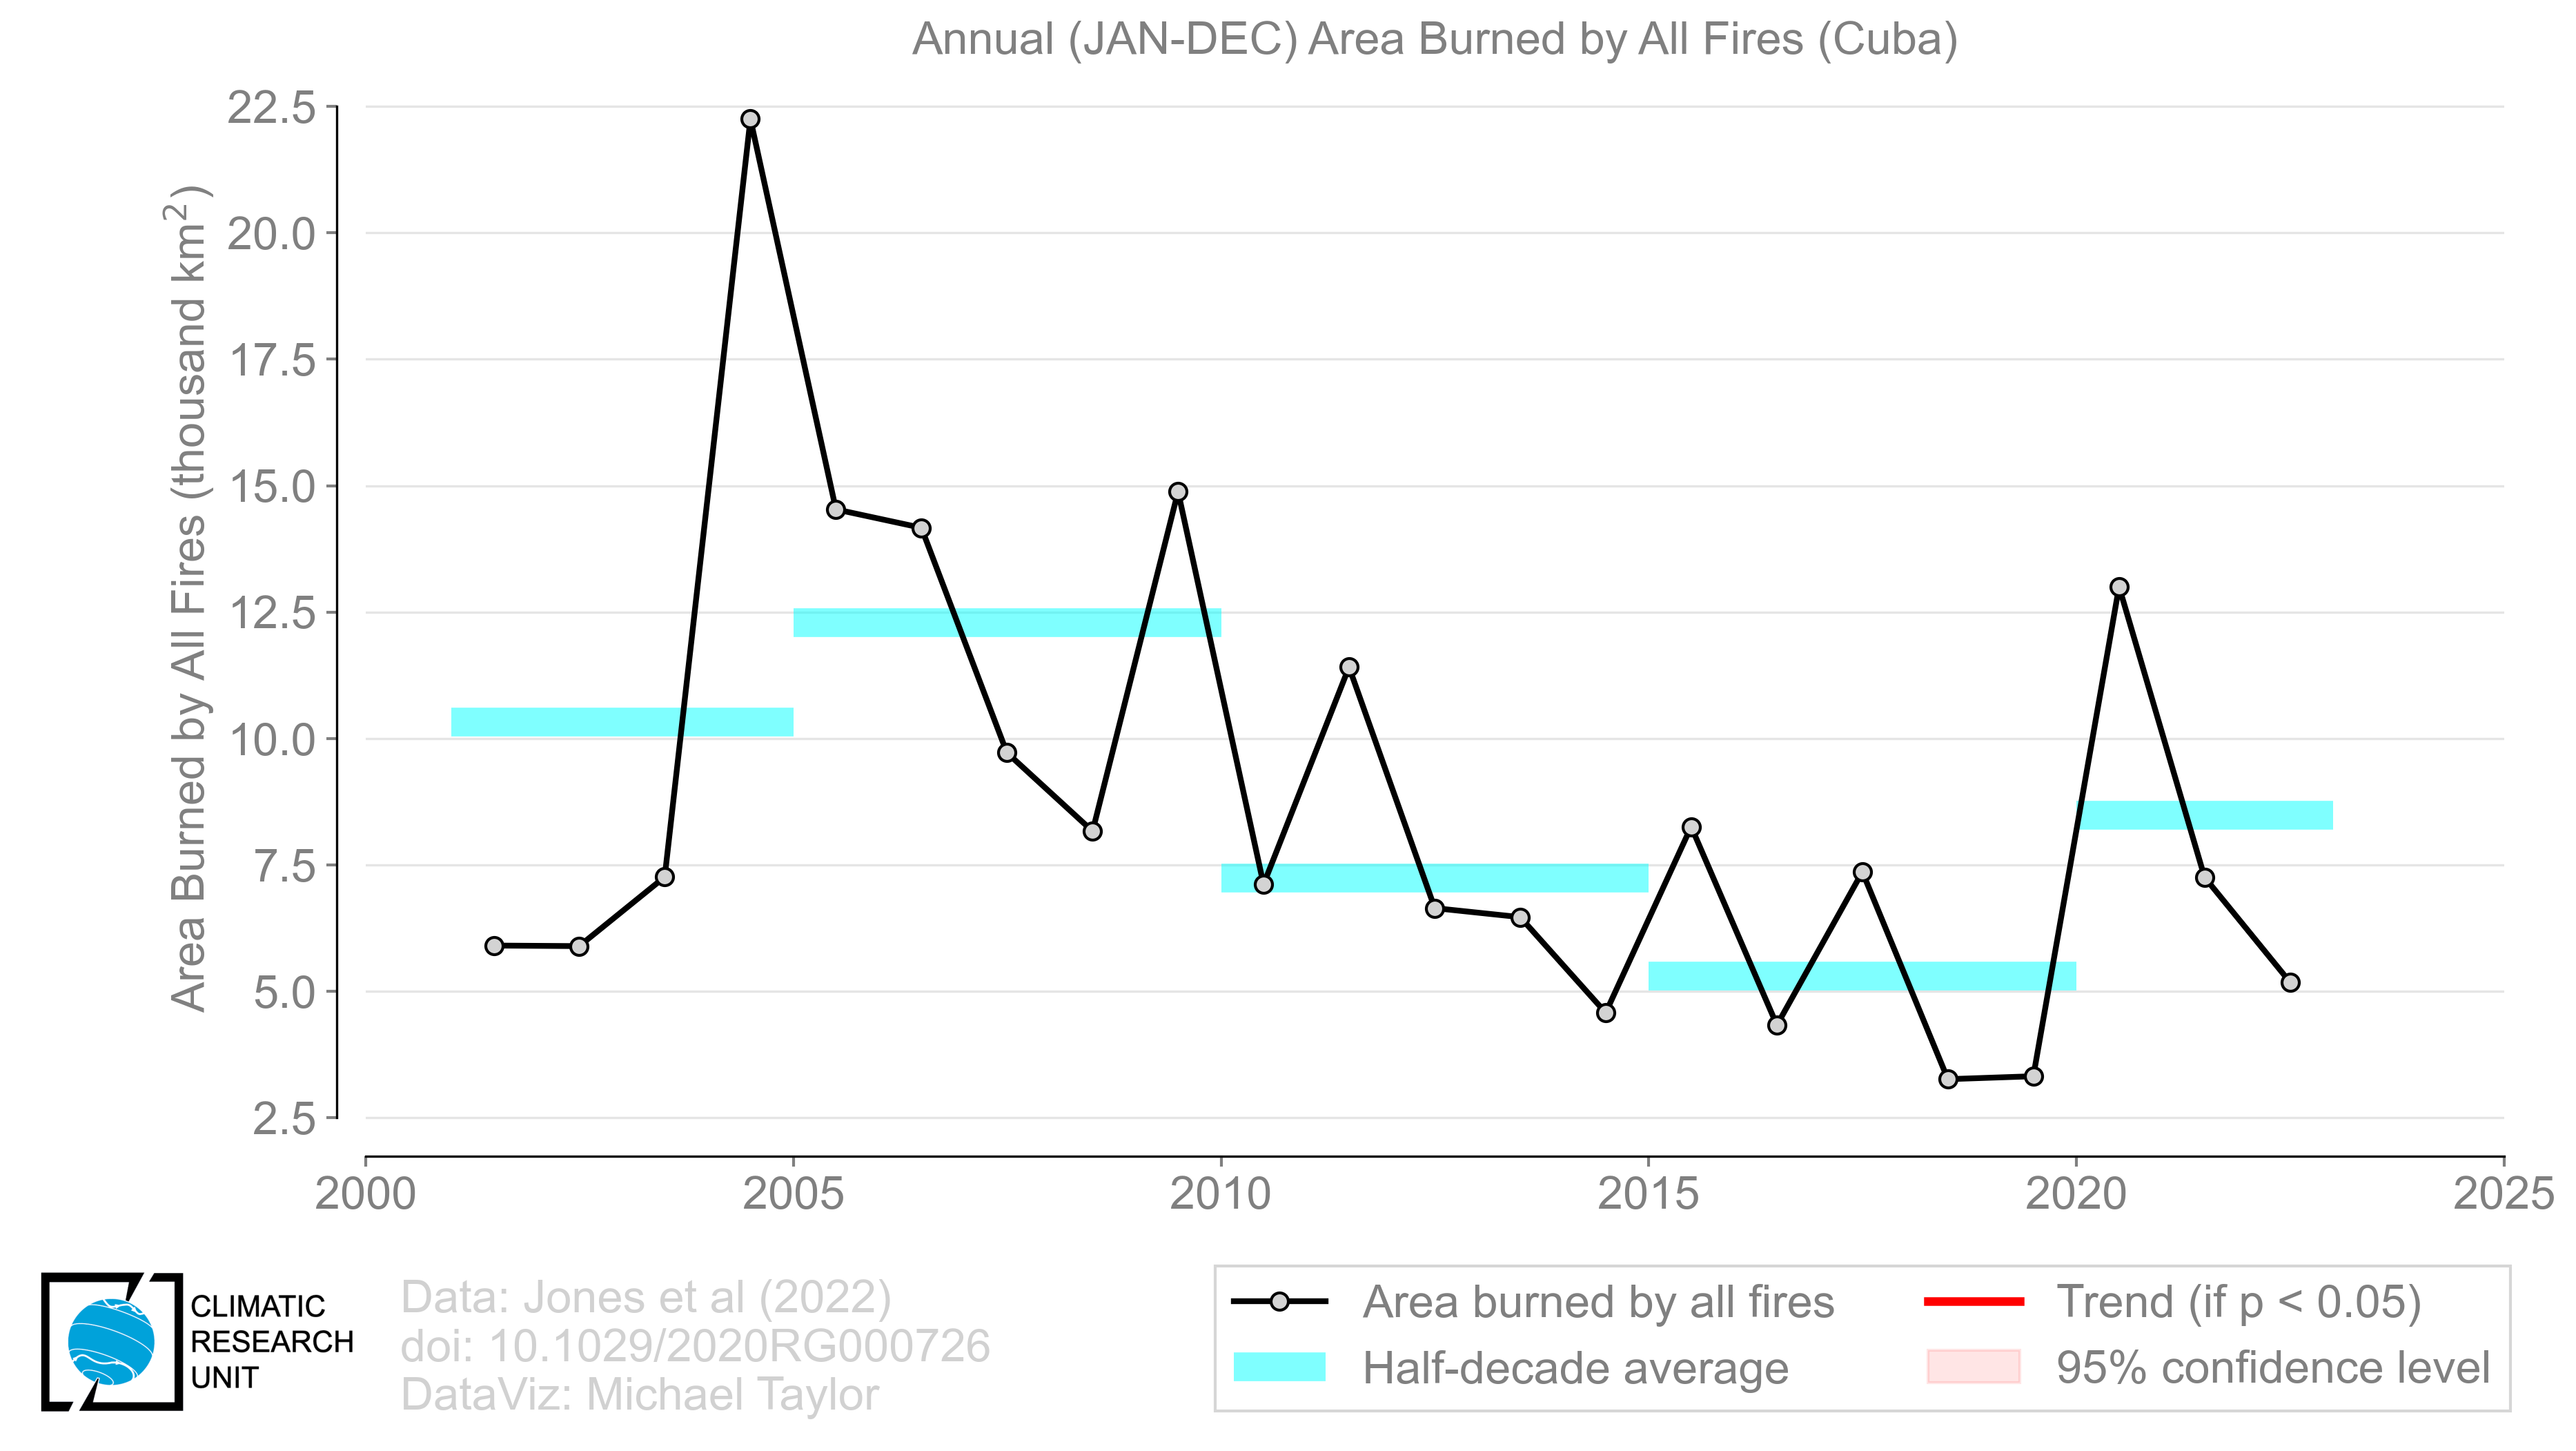 Annual (JAN-DEC) Area Burned by All Fires (Cuba)
Area Burned by All Fires (thousand km²)
22.5
20.0
17.5
15.0
12.5
10.0
7.5
5.0
2.5
2000 2005 2010 2015 2020 2025
CLIMATIC
RESEARCH
UNIT
Data: Jones et al (2022)
doi: 10.1029/2020RG000726
DataViz: Michael Taylor
Area burned by all fires
Half-decade average
Trend (if p < 0.05)
95% confidence level